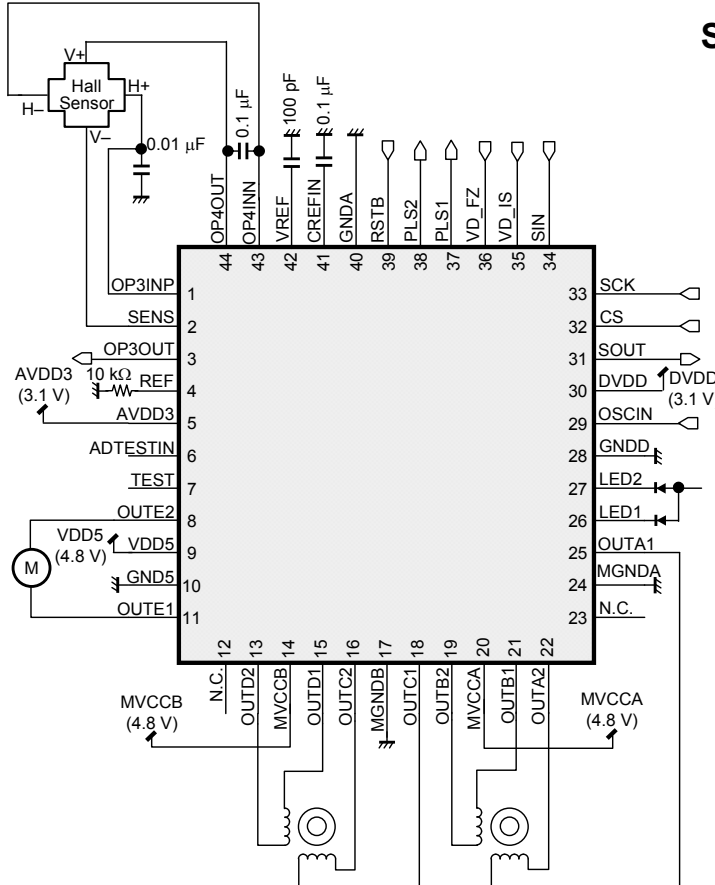 S
V+
Hall
Sensor
H+
H–
V–
0.01 µF
0.1 µF
100 pF
0.1 µF
OP4OUT
OP4INN
VREF
CREFIN
GNDA
RSTB
PLS2
PLS1
VD_FZ
VD_IS
SIN
44
43
42
41
40
39
38
37
36
35
34
OP3INP
1
SENS
2
OP3OUT
3
AVDD3
(3.1 V)
10 kΩ
REF
4
AVDD3
5
ADTESTIN
6
TEST
7
OUTE2
8
VDD5
(4.8 V)
VDD5
9
M
GND5
10
OUTE1
11
33
SCK
32
CS
31
SOUT
30
DVDD
DVDD
(3.1 V
29
OSCIN
28
GNDD
27
LED2
26
LED1
25
OUTA1
24
MGNDA
23
N.C.
12
13
14
15
16
17
18
19
20
21
22
N.C.
OUTD2
MVCCB
OUTD1
OUTC2
MGNDB
OUTC1
OUTB2
MVCCA
OUTB1
OUTA2
MVCCB
(4.8 V)
MVCCA
(4.8 V)